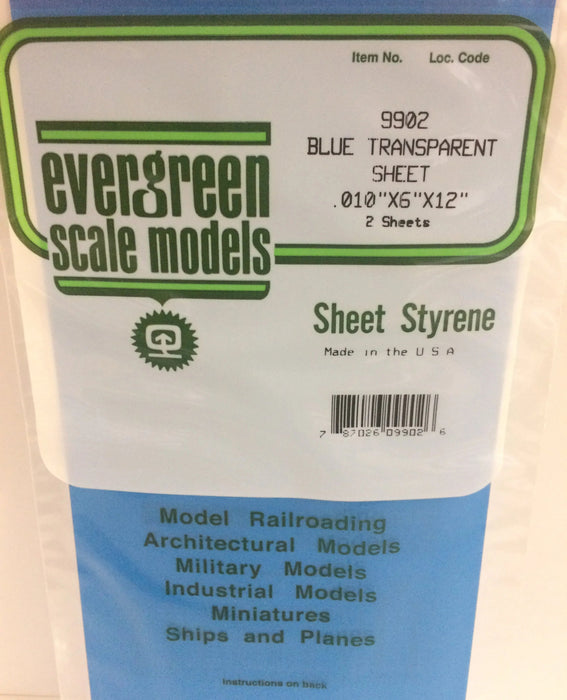 Item No. Loc. Code
9902
BLUE TRANSPARENT
SHEET
.010"X6"X12"
2 Sheets
evergreen
scale models
Sheet Styrene
Made in the U S A
7 87026 09902 6
Model Railroading
Architectural Models
Military Models
Industrial Models
Miniatures
Ships and Planes
Instructions on back